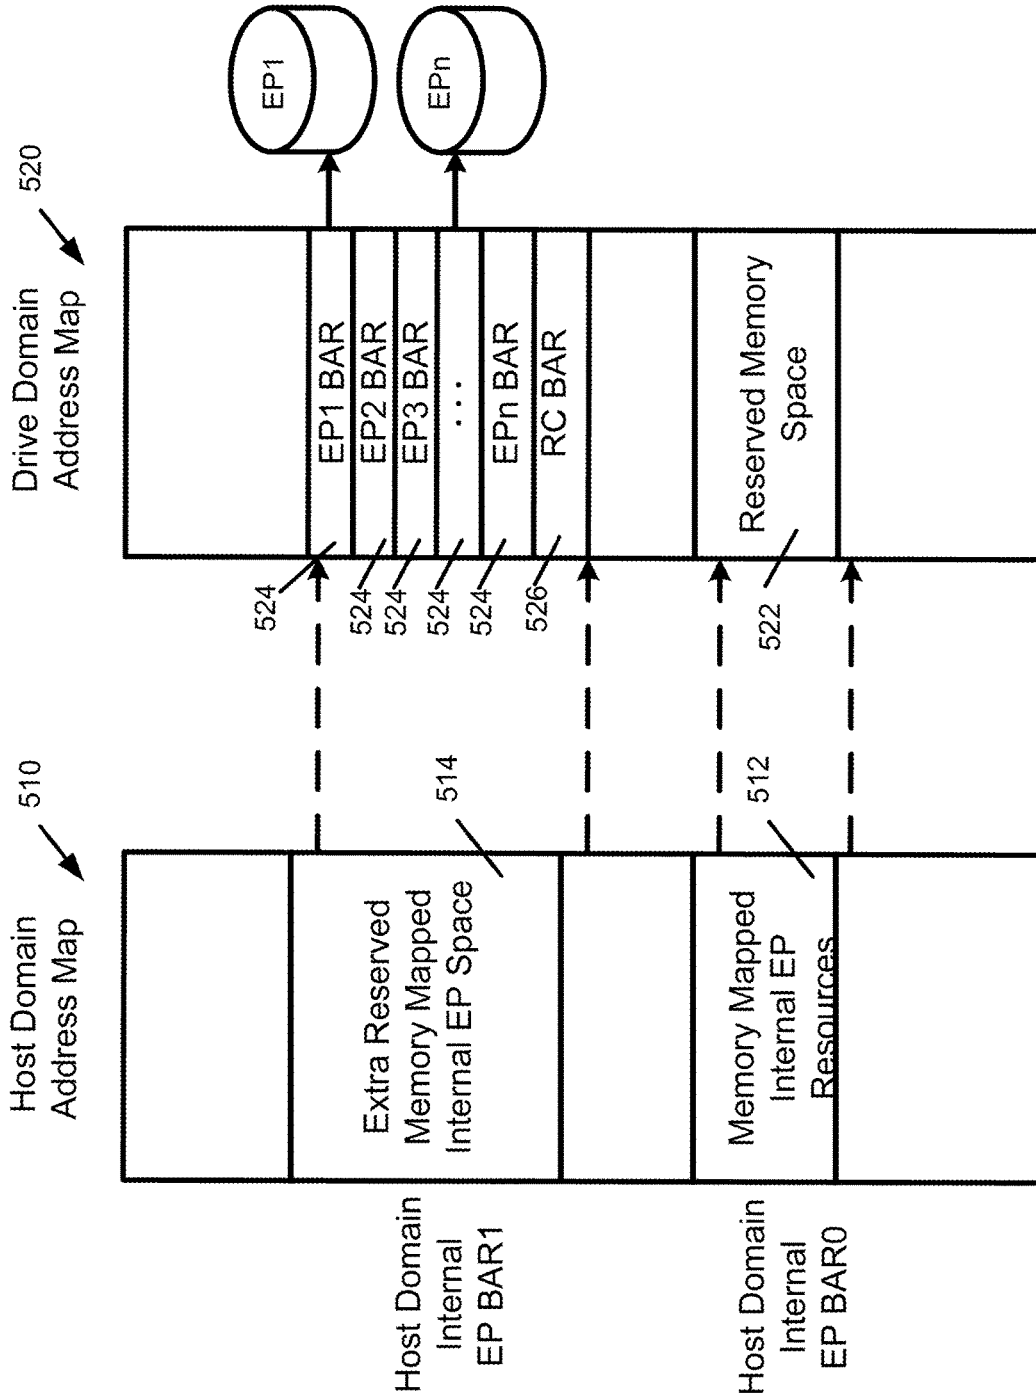 Host Domain
Address Map
510
Drive Domain
Address Map
520
Host Domain
Internal
EP BAR1
Extra Reserved
Memory Mapped
Internal EP Space
514
524
EP1 BAR
524
EP2 BAR
524
EP3 BAR
524
...
524
EPn BAR
526
RC BAR
EP1
EPn
Host Domain
Internal
EP BAR0
Memory Mapped
Internal EP
Resources
512
Reserved Memory
Space
522